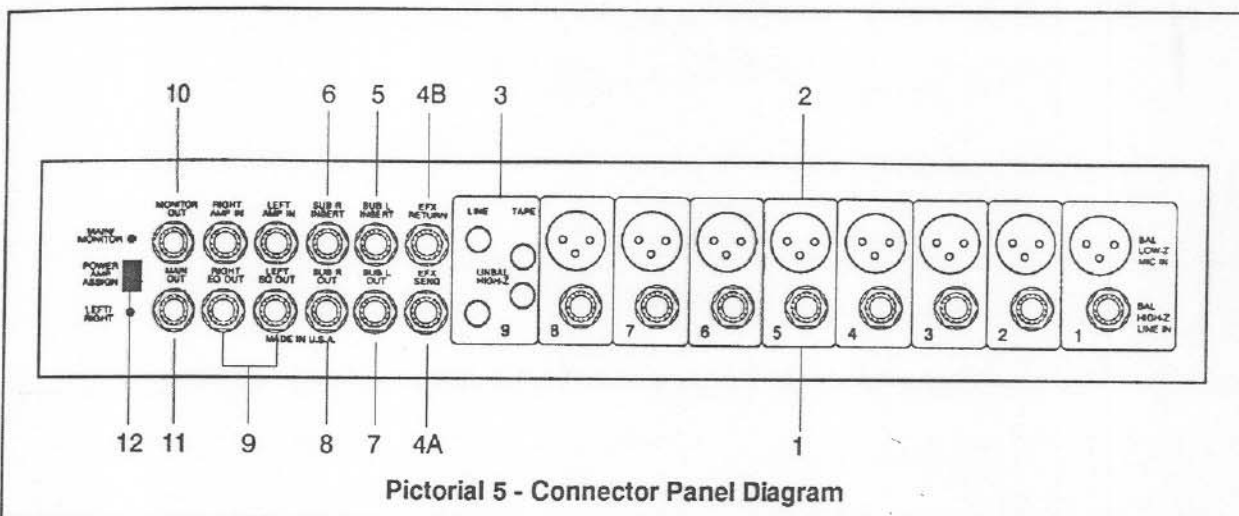 10 6 5 4B 3 2
MONITOR OUT
RIGHT AMP IN
LEFT AMP IN
SUB R INSERT
SUB L INSERT
EFX RETURN
LINE TAPE
MAIN/ MONITOR
POWER AMP ASSIGN
LEFT/ RIGHT
MAIN OUT
RIGHT EQ OUT
LEFT EQ OUT
SUB R OUT
SUB L OUT
EFX SEND
UNBAL HIGH-Z
BAL
LOW-Z
MIC IN
BAL
HIGH-Z
LINE IN
MADE IN U.S.A.
9 8 7 6 5 4 3 2 1
12 11 9 8 7 4A 1
Pictorial 5 - Connector Panel Diagram